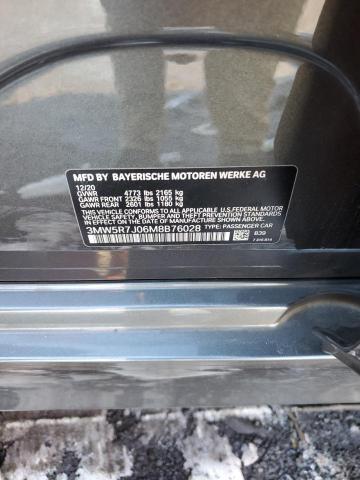 MFD BY BAYERISCHE MOTOREN WERKE AG
12/20
GVWR 4773 lbs 2165 kg
GAWR FRONT 2326 lbs 1055 kg
GAWR REAR 2601 lbs 1180 kg
THIS VEHICLE CONFORMS TO ALL APPLICABLE U.S. FEDERAL MOTOR
VEHICLE SAFETY, BUMPER, AND THEFT PREVENTION STANDARDS
IN EFFECT ON THE DATE OF MANUFACTURE SHOWN ABOVE.
3MW5R7J06M8B76028 TYPE: PASSENGER CAR
B39